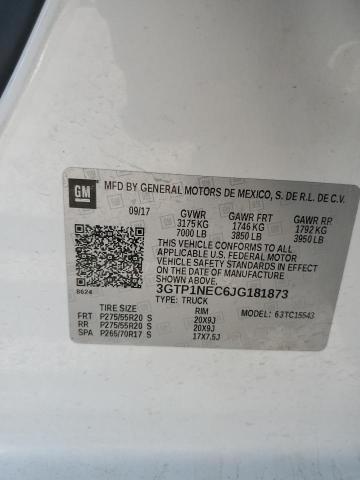 GM
MFD BY GENERAL MOTORS DE MEXICO, S. DE R.L. DE C.V.
09/17 GVWR GAWR FRT GAWR RR
3175 KG 1746 KG 1792 KG
7000 LB 3850 LB 3950 LB
THIS VEHICLE CONFORMS TO ALL
APPLICABLE U.S. FEDERAL MOTOR
VEHICLE SAFETY STANDARDS IN
EFFECT ON THE DATE OF MANUFACTURE
SHOWN ABOVE.
8624 3GTP1NEC6JG181873
TYPE: TRUCK
TIRE SIZE RIM MODEL: 63TC15543
FRT P275/55R20 S 20X9J
RR P275/55R20 S 20X9J
SPA P265/70R17 S 17X7.5J